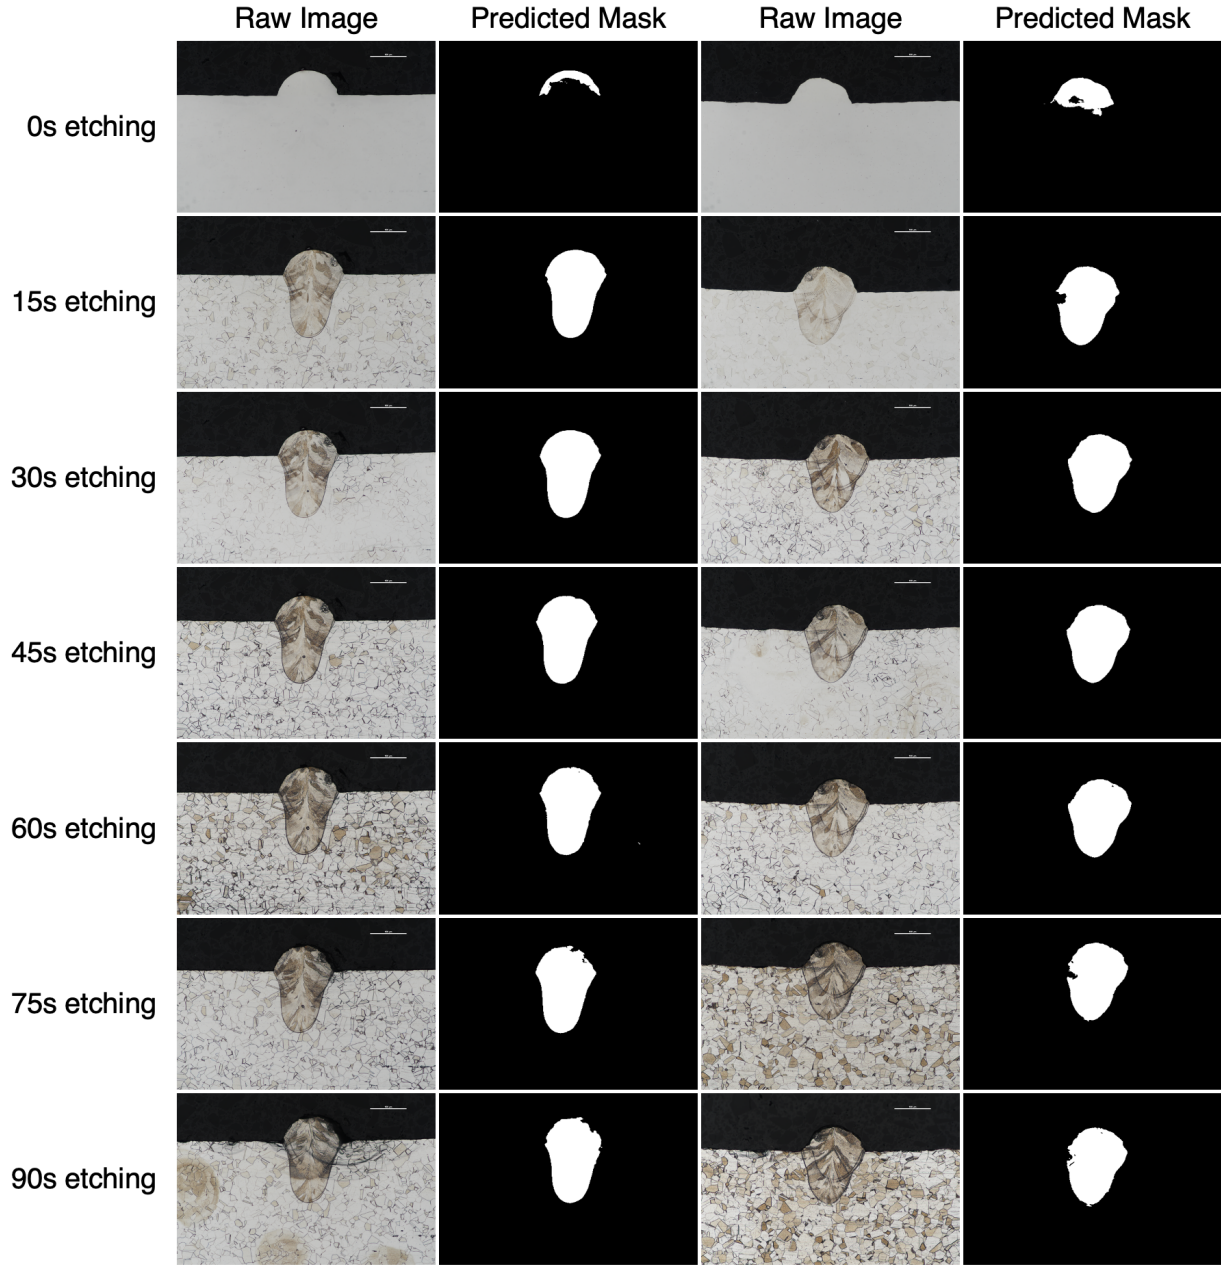 Raw Image
Predicted Mask
Raw Image
Predicted Mask
0s etching
15s etching
30s etching
45s etching
60s etching
75s etching
90s etching